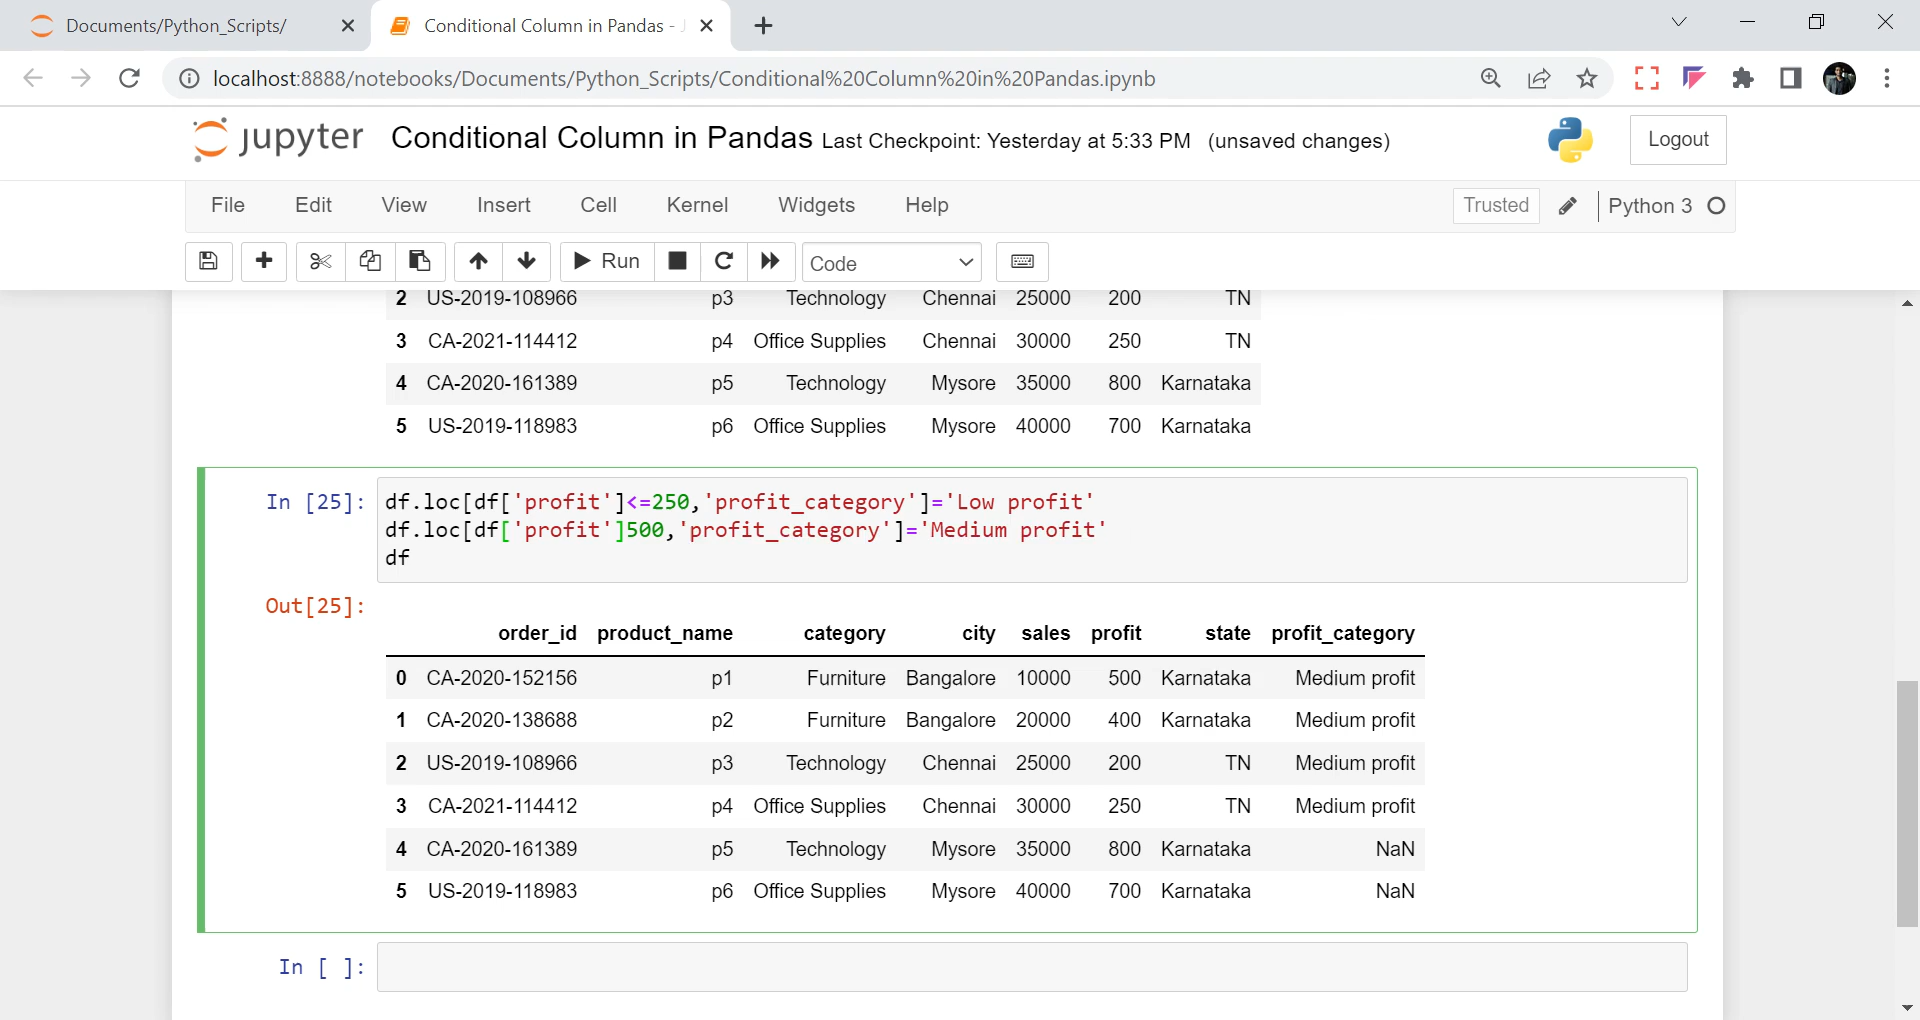 Documents/Python_Scripts/
Conditional Column in Pandas - J
localhost:8888/notebooks/Documents/Python_Scripts/Conditional%20Column%20in%20Pandas.ipynb
jupyter Conditional Column in Pandas Last Checkpoint: Yesterday at 5:33 PM (unsaved changes) Logout
File Edit View Insert Cell Kernel Widgets Help Trusted Python 3
Run Code
2 US-2019-108966 p3 Technology Chennai 25000 200 TN
3 CA-2021-114412 p4 Office Supplies Chennai 30000 250 TN
4 CA-2020-161389 p5 Technology Mysore 35000 800 Karnataka
5 US-2019-118983 p6 Office Supplies Mysore 40000 700 Karnataka
In [25]: df.loc[df['profit']<=250,'profit_category']='Low profit'
df.loc[df['profit']500,'profit_category']='Medium profit'
df
Out[25]:
order_id product_name category city sales profit state profit_category
0 CA-2020-152156 p1 Furniture Bangalore 10000 500 Karnataka Medium profit
1 CA-2020-138688 p2 Furniture Bangalore 20000 400 Karnataka Medium profit
2 US-2019-108966 p3 Technology Chennai 25000 200 TN Medium profit
3 CA-2021-114412 p4 Office Supplies Chennai 30000 250 TN Medium profit
4 CA-2020-161389 p5 Technology Mysore 35000 800 Karnataka NaN
5 US-2019-118983 p6 Office Supplies Mysore 40000 700 Karnataka NaN
In [ ]: